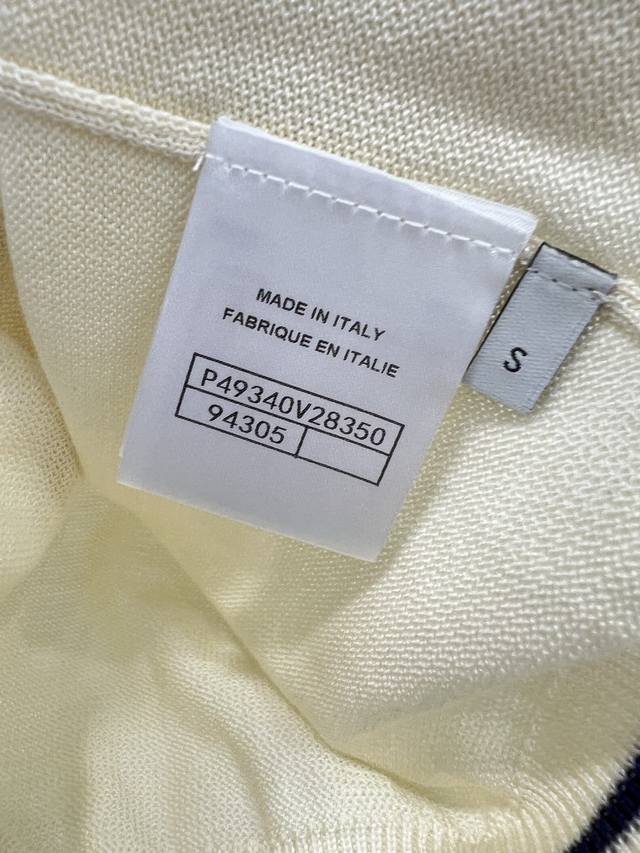 MADE IN ITALY
FABRIQUE EN ITALIE
P49340V28350
94305
S